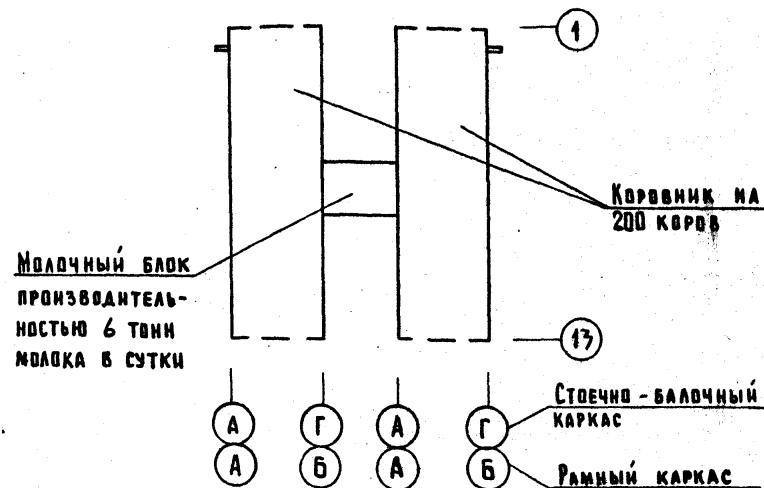 1
Коровник на
200 коров
Молочный блок
производитель-
ностью 6 тонн
молока в сутки
13
А Г А Г
Стоечно-балочный
каркас
А Б А Б
Рамный каркас